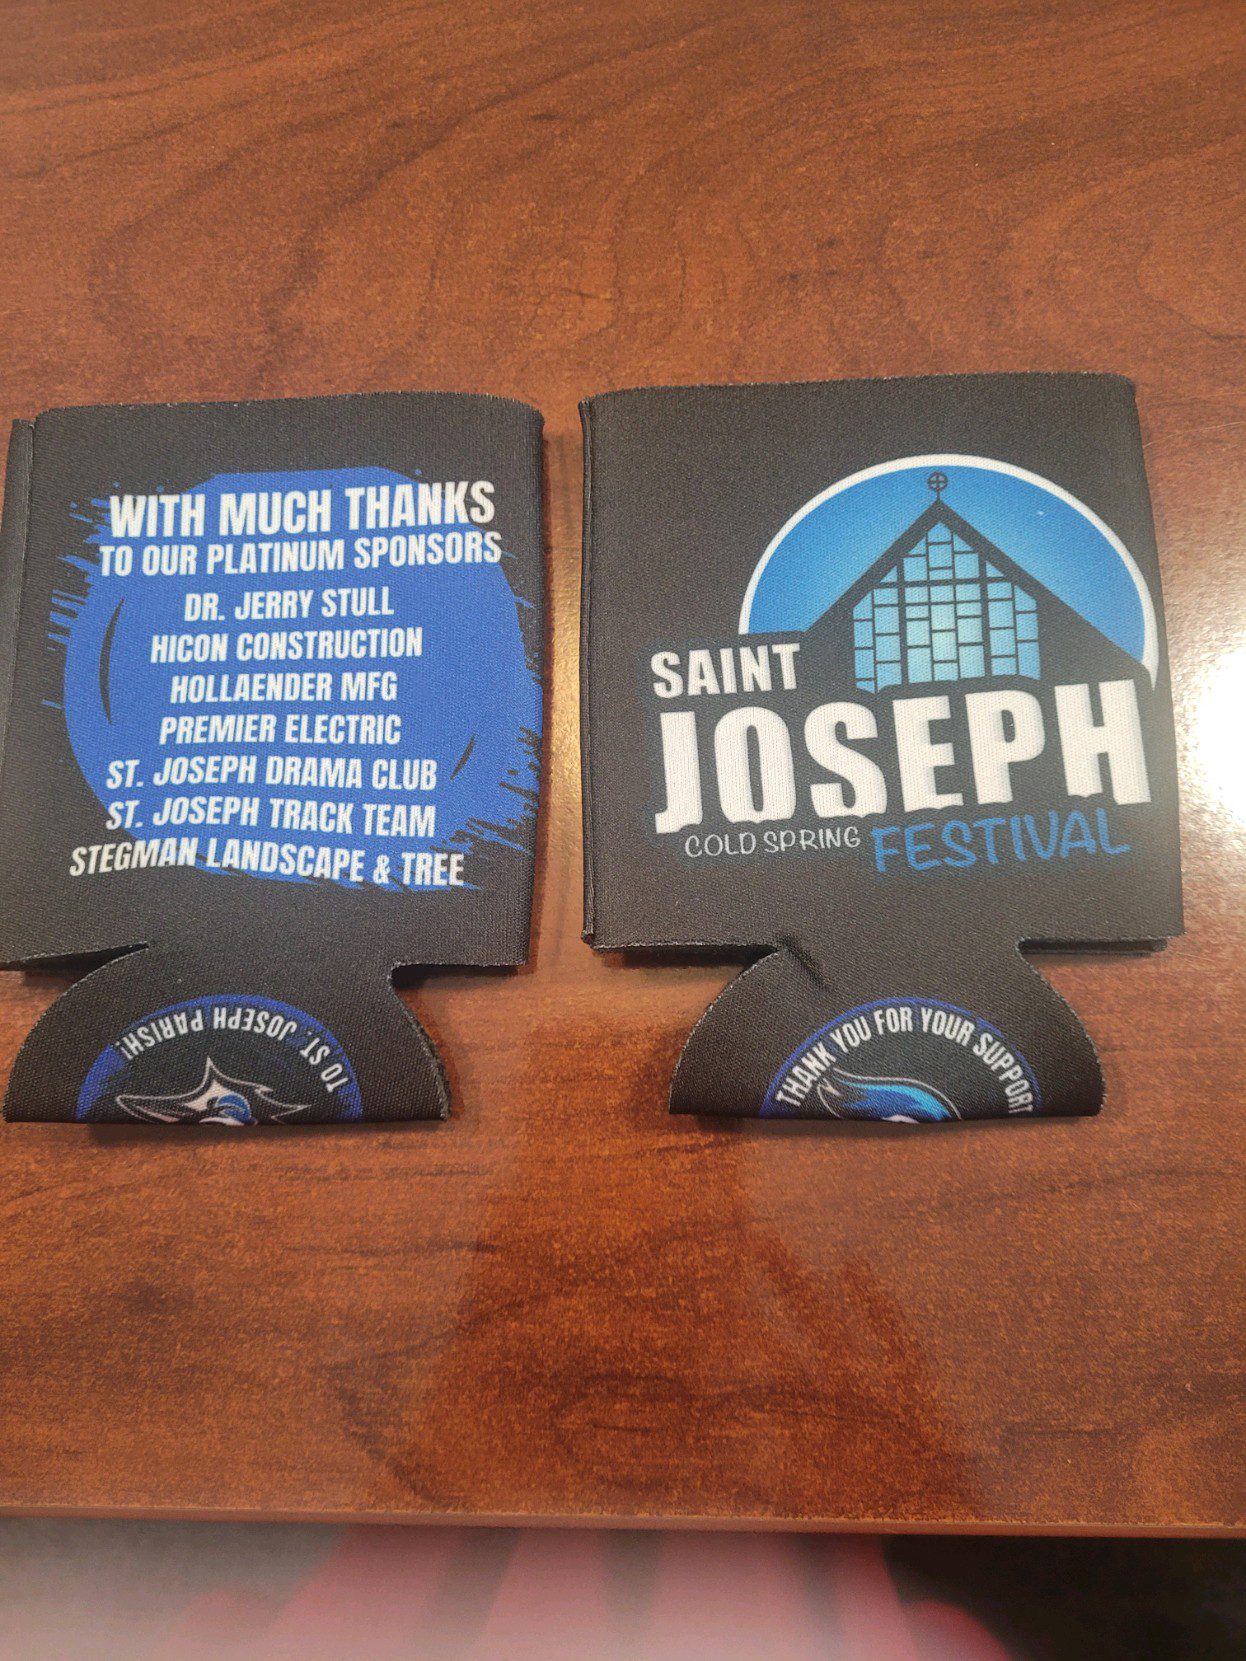 WITH MUCH THANKS
TO OUR PLATINUM SPONSORS
DR. JERRY STULL
HICON CONSTRUCTION
HOLLAENDER MFG
PREMIER ELECTRIC
ST. JOSEPH DRAMA CLUB
ST. JOSEPH TRACK TEAM
STEGMAN LANDSCAPE & TREE
TO ST. JOSEPH PARISH!
SAINT
JOSEPH
COLD SPRING FESTIVAL
THANK YOU FOR YOUR SUPPORT